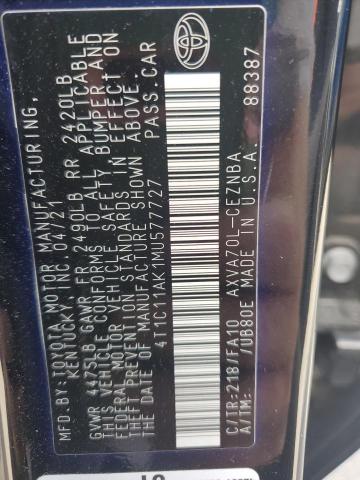 MFD.BY:TOYOTA MOTOR MANUFACTURING,
KENTUCKY, INC. 04/21
GVWR 4475LB GAWR FR 2490LB RR 2420LB
THIS VEHICLE CONFORMS TO ALL APPLICABLE
FEDERAL MOTOR VEHICLE SAFETY, BUMPER, AND
THEFT PREVENTION STANDARDS IN EFFECT ON
THE DATE OF MANUFACTURE SHOWN ABOVE.
4T1C11AK1MU577727 PASS.CAR
C/TR:218/FA10 AXVA70L-CEZNBA
A/TM: -/UB80E MADE IN U.S.A. 88387